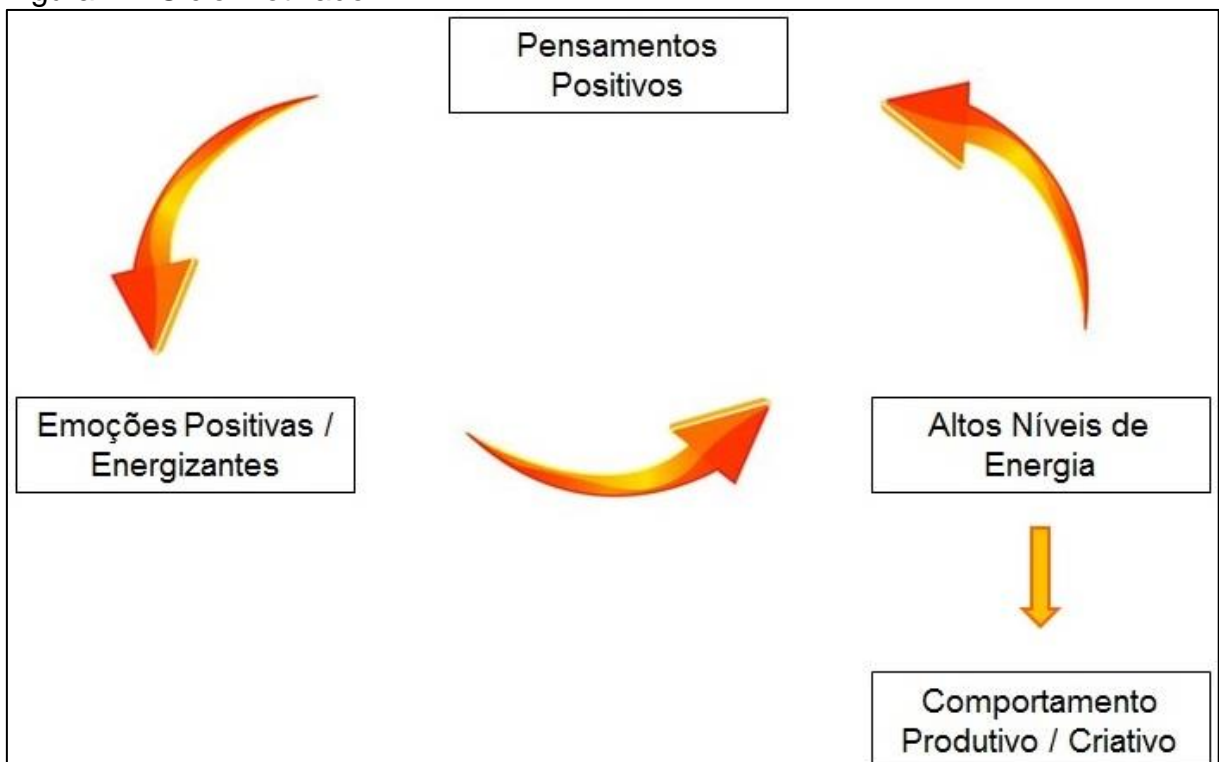 Pensamentos
Positivos
Emoções Positivas /
Energizantes
Altos Níveis de
Energia
Comportamento
Produtivo / Criativo